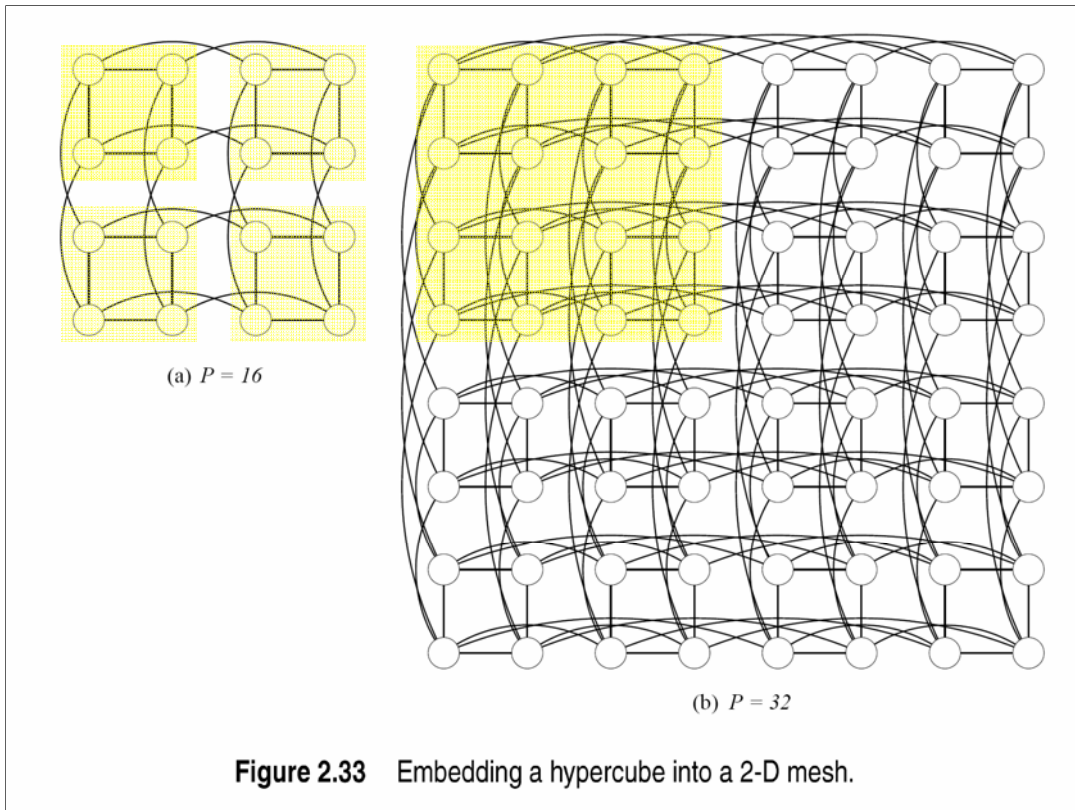 (a) P = 16
(b) P = 32
Figure 2.33 Embedding a hypercube into a 2-D mesh.